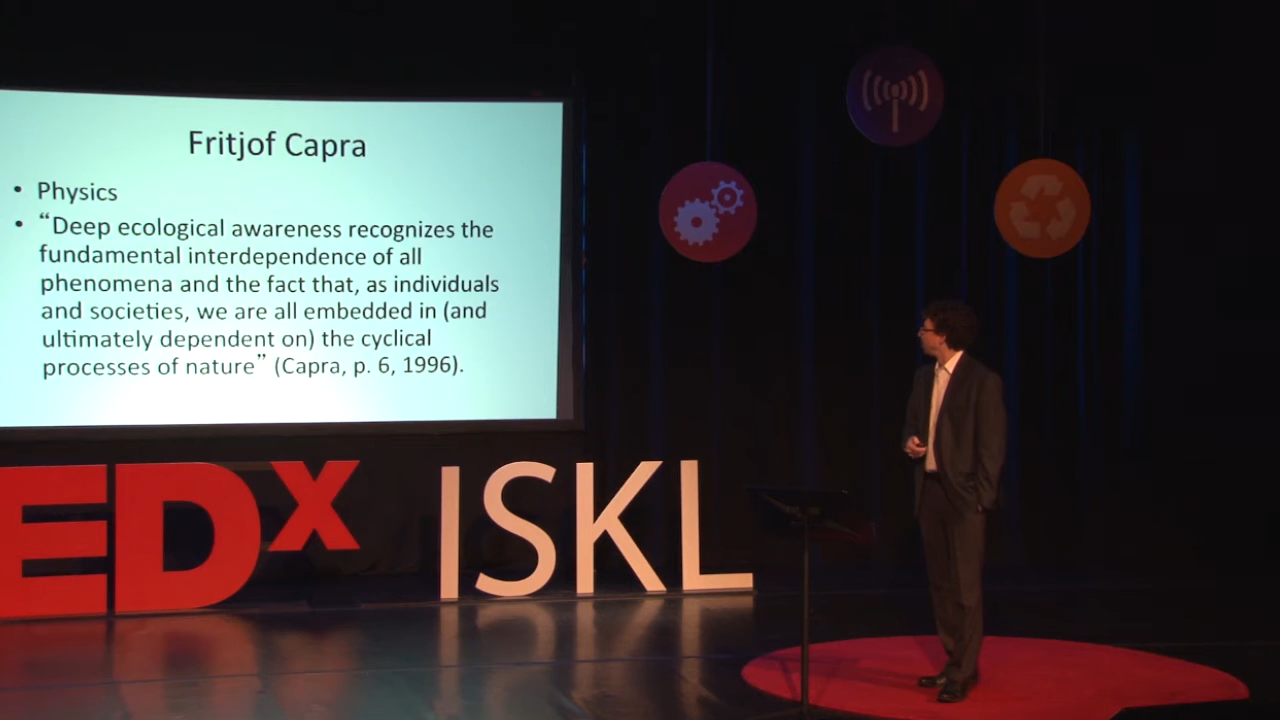 Fritjof Capra
• Physics
• “Deep ecological awareness recognizes the
fundamental interdependence of all
phenomena and the fact that, as individuals
and societies, we are all embedded in (and
ultimately dependent on) the cyclical
processes of nature” (Capra, p. 6, 1996).
EDx ISKL